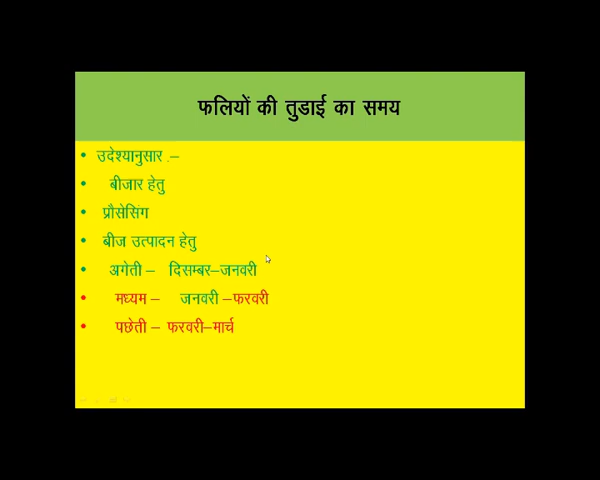 फलियों की तुडाई का समय
• उदेश्यानुसार .–
• बीजार हेतु
• प्रौसेसिंग
• बीज उत्पादन हेतु
• अगेती – दिसम्बर–जनवरी
• मध्यम – जनवरी –फरवरी
• पछेती – फरवरी–मार्च